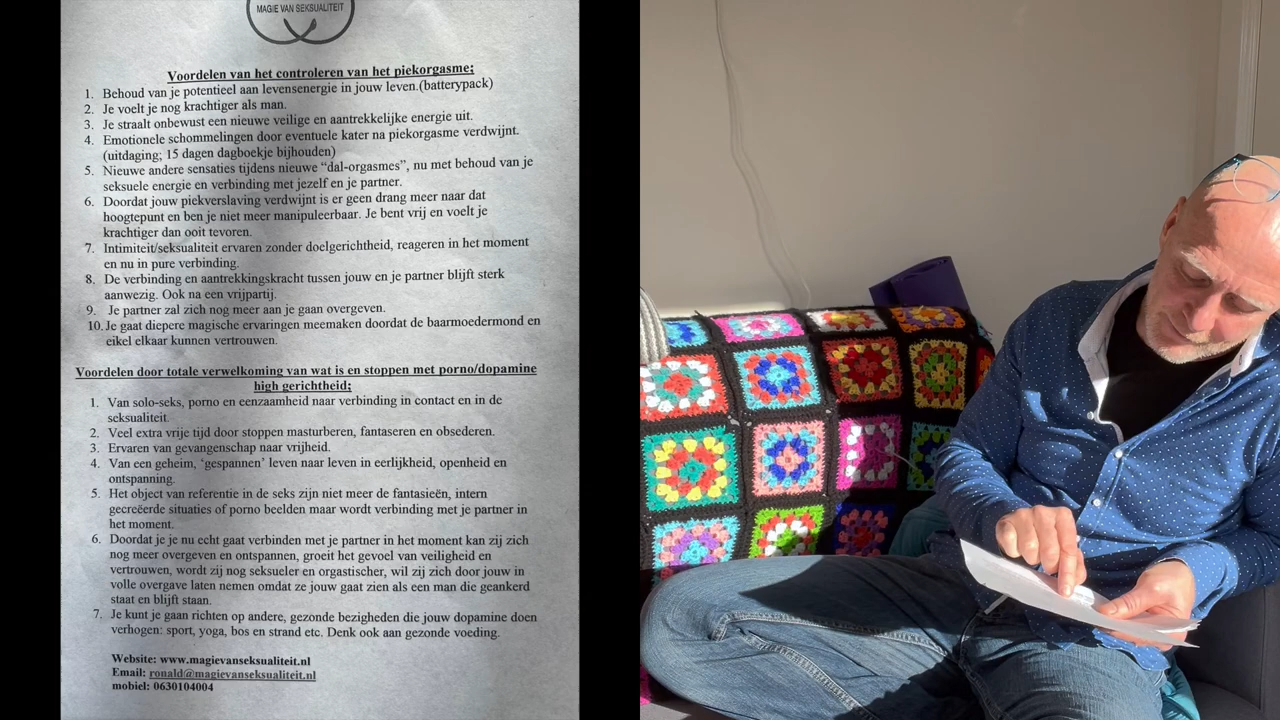 MAGIE VAN SEKSUALITEIT
Voordelen van het controleren van het piekorgasme;
1. Behoud van je potentieel aan levensenergie in jouw leven.(batterypack)
2. Je voelt je nog krachtiger als man.
3. Je straalt onbewust een nieuwe veilige en aantrekkelijke energie uit.
4. Emotionele schommelingen door eventuele kater na piekorgasme verdwijnt.
(uitdaging; 15 dagen dagboekje bijhouden)
5. Nieuwe andere sensaties tijdens nieuwe “dal-orgasmes”, nu met behoud van je
seksuele energie en verbinding met jezelf en je partner.
6. Doordat jouw piekverslaving verdwijnt is er geen drang meer naar dat
hoogtepunt en ben je niet meer manipuleerbaar. Je bent vrij en voelt je
krachtiger dan ooit tevoren.
7. Intimiteit/seksualiteit ervaren zonder doelgerichtheid, reageren in het moment
en nu in pure verbinding.
8. De verbinding en aantrekkingskracht tussen jouw en je partner blijft sterk
aanwezig. Ook na een vrijpartij.
9. Je partner zal zich nog meer aan je gaan overgeven.
10. Je gaat diepere magische ervaringen meemaken doordat de baarmoedermond en
eikel elkaar kunnen vertrouwen.
Voordelen door totale verwelkoming van wat is en stoppen met porno/dopamine
high gerichtheid;
1. Van solo-seks, porno en eenzaamheid naar verbinding in contact en in de
seksualiteit.
2. Veel extra vrije tijd door stoppen masturberen, fantaseren en obsederen.
3. Ervaren van gevangenschap naar vrijheid.
4. Van een geheim, ‘gespannen’ leven naar leven in eerlijkheid, openheid en
ontspanning.
5. Het object van referentie in de seks zijn niet meer de fantasieën, intern
gecreëerde situaties of porno beelden maar wordt verbinding met je partner in
het moment.
6. Doordat je je nu echt gaat verbinden met je partner in het moment kan zij zich
nog meer overgeven en ontspannen, groeit het gevoel van veiligheid en
vertrouwen, wordt zij nog seksueler en orgastischer, wil zij zich door jouw in
volle overgave laten nemen omdat ze jouw gaat zien als een man die geankerd
staat en blijft staan.
7. Je kunt je gaan richten op andere, gezonde bezigheden die jouw dopamine doen
verhogen: sport, yoga, bos en strand etc. Denk ook aan gezonde voeding.
Website: www.magievanseksualiteit.nl
Email: ronald@magievanseksualiteit.nl
mobiel: 0630104004